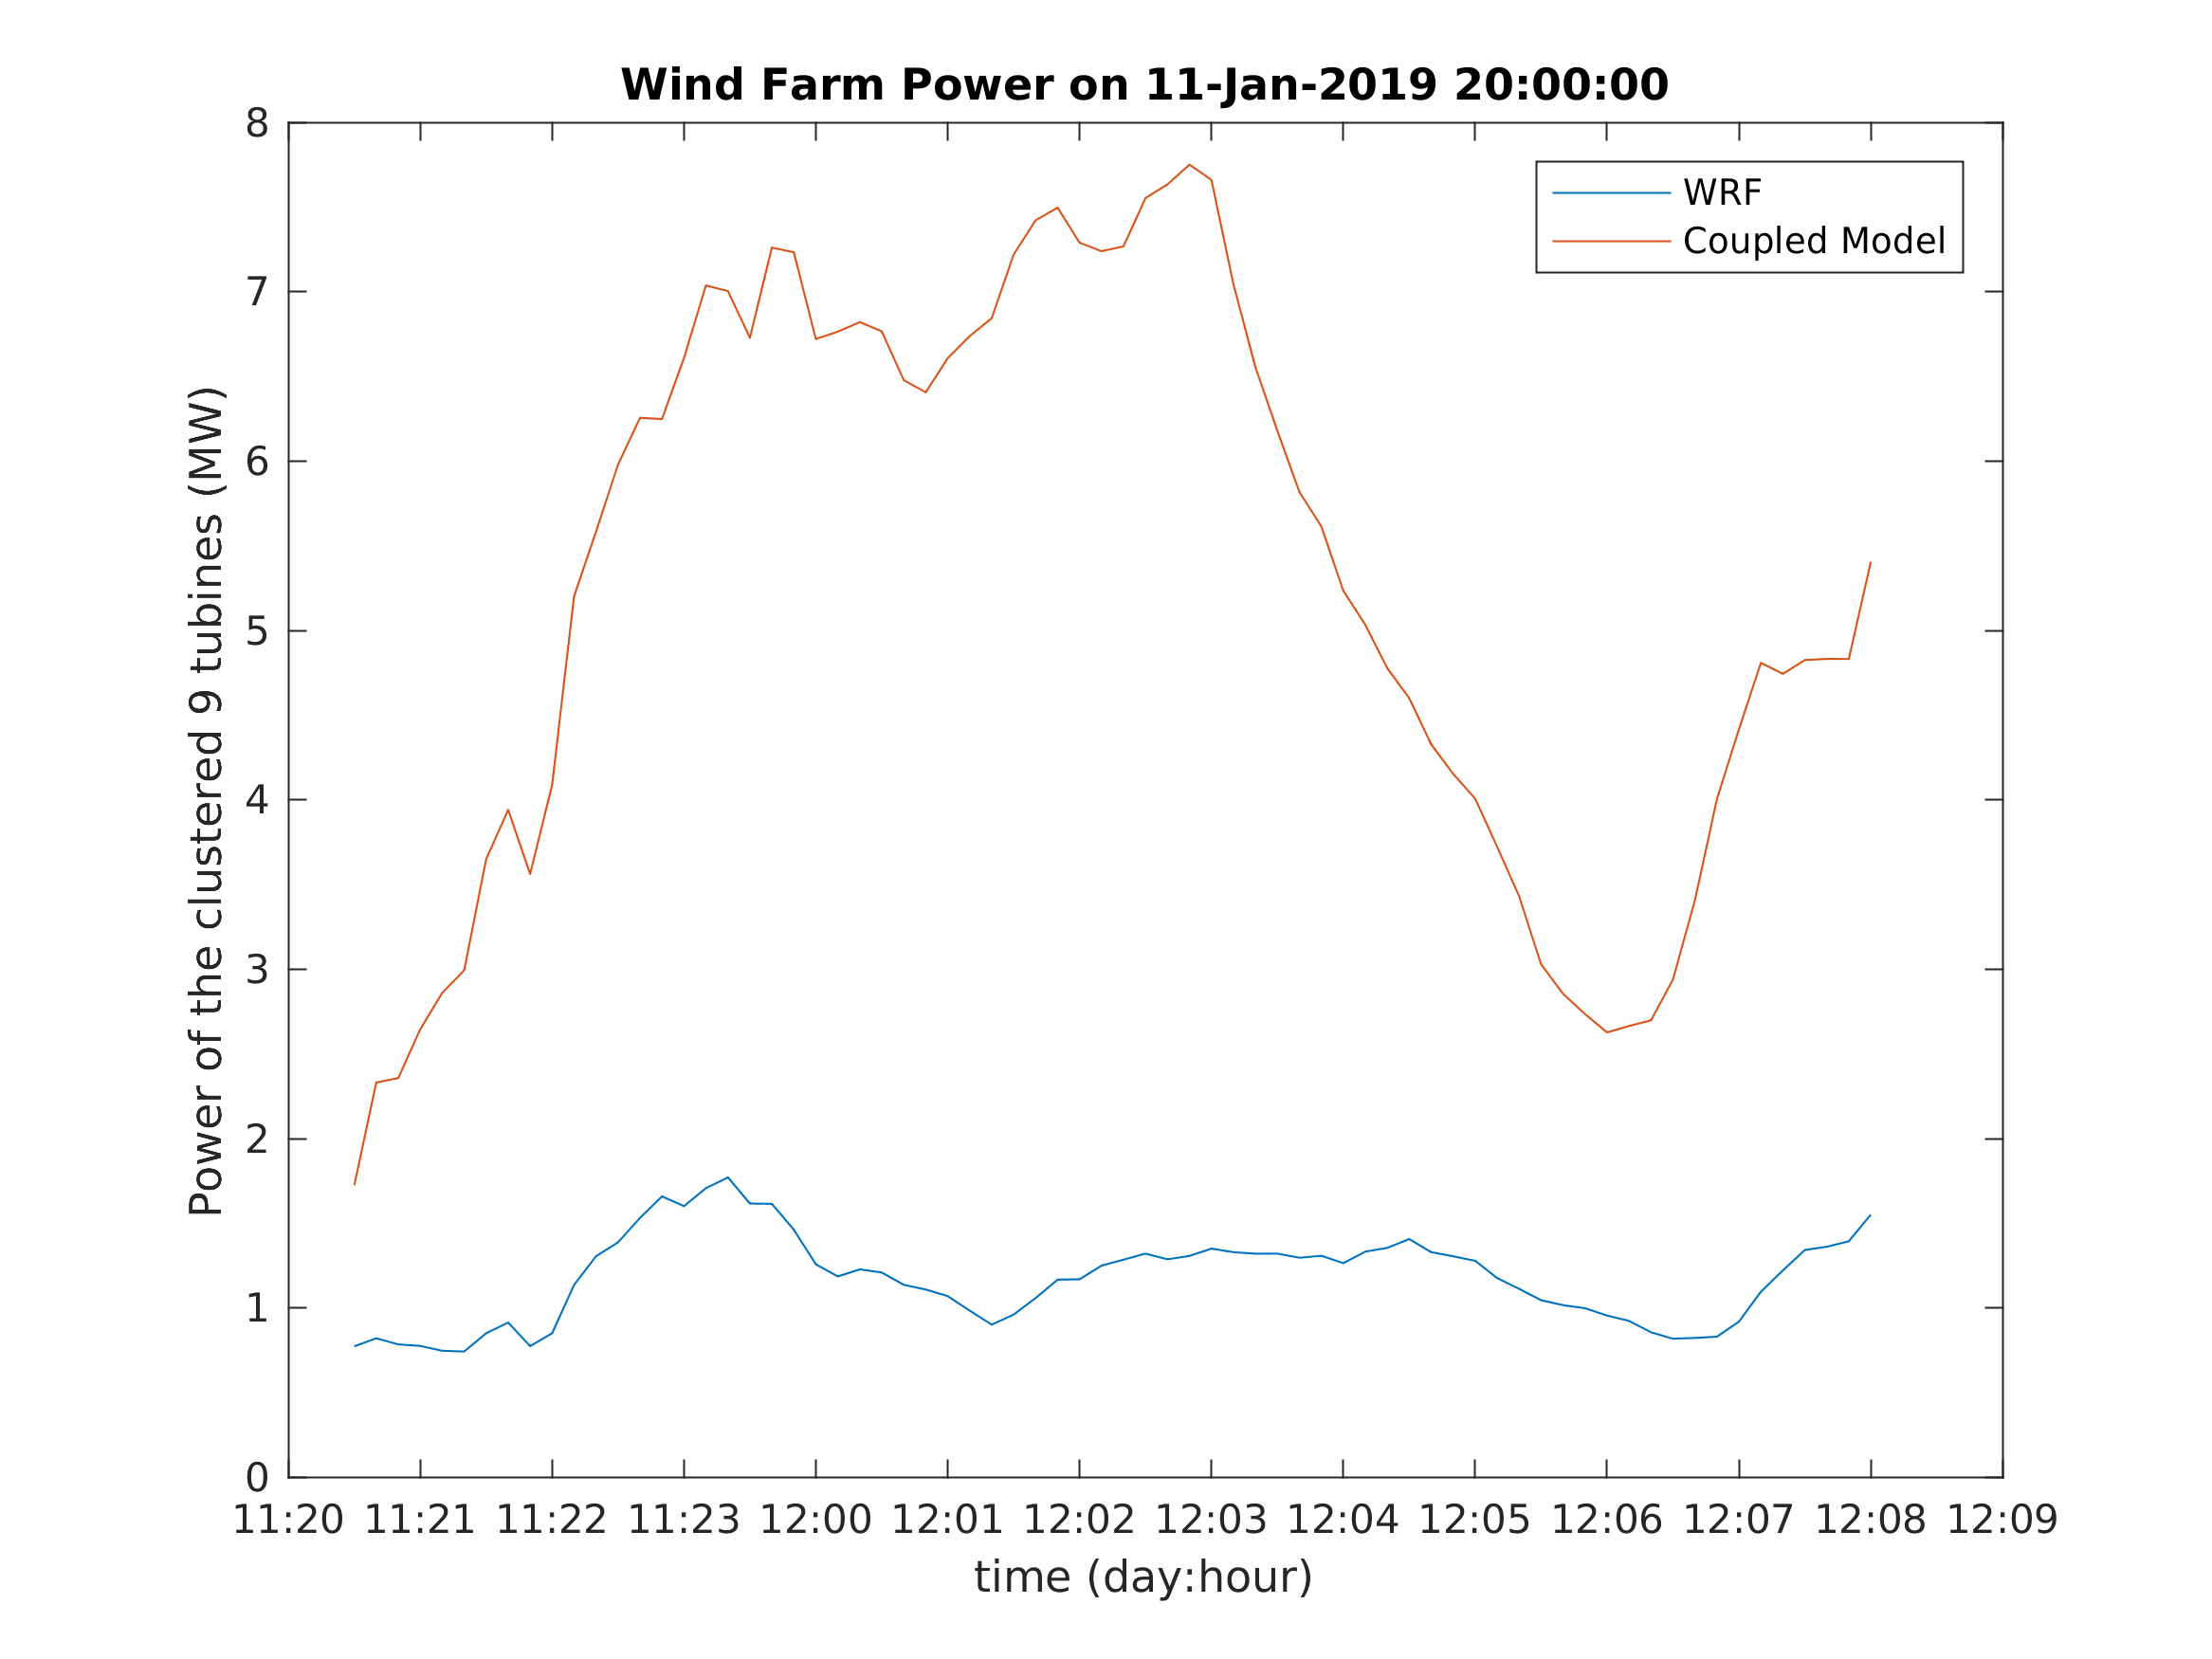 Wind Farm Power on 11-Jan-2019 20:00:00
WRF
Coupled Model
Power of the clusterred 9 tubines (MW)
8
7
6
5
4
3
2
1
0
11:20 11:21 11:22 11:23 12:00 12:01 12:02 12:03 12:04 12:05 12:06 12:07 12:08 12:09
time (day:hour)